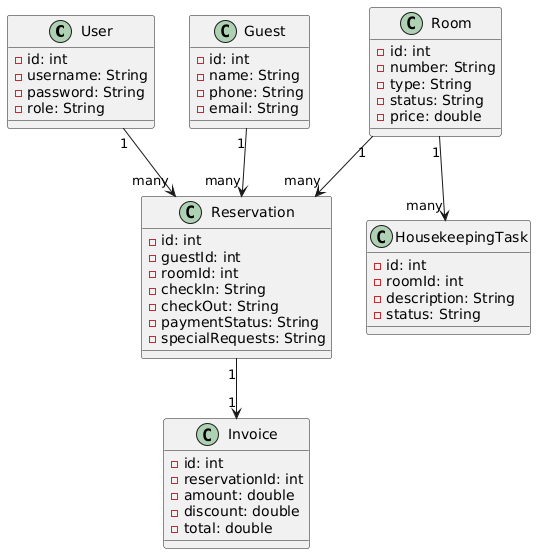 C User
id: int
username: String
password: String
role: String
C Guest
id: int
name: String
phone: String
email: String
C Room
id: int
number: String
type: String
status: String
price: double
1
many
1
many
1
many
1
many
C Reservation
id: int
guestId: int
roomId: int
checkIn: String
checkOut: String
paymentStatus: String
specialRequests: String
C HousekeepingTask
id: int
roomId: int
description: String
status: String
1
1
C Invoice
id: int
reservationId: int
amount: double
discount: double
total: double